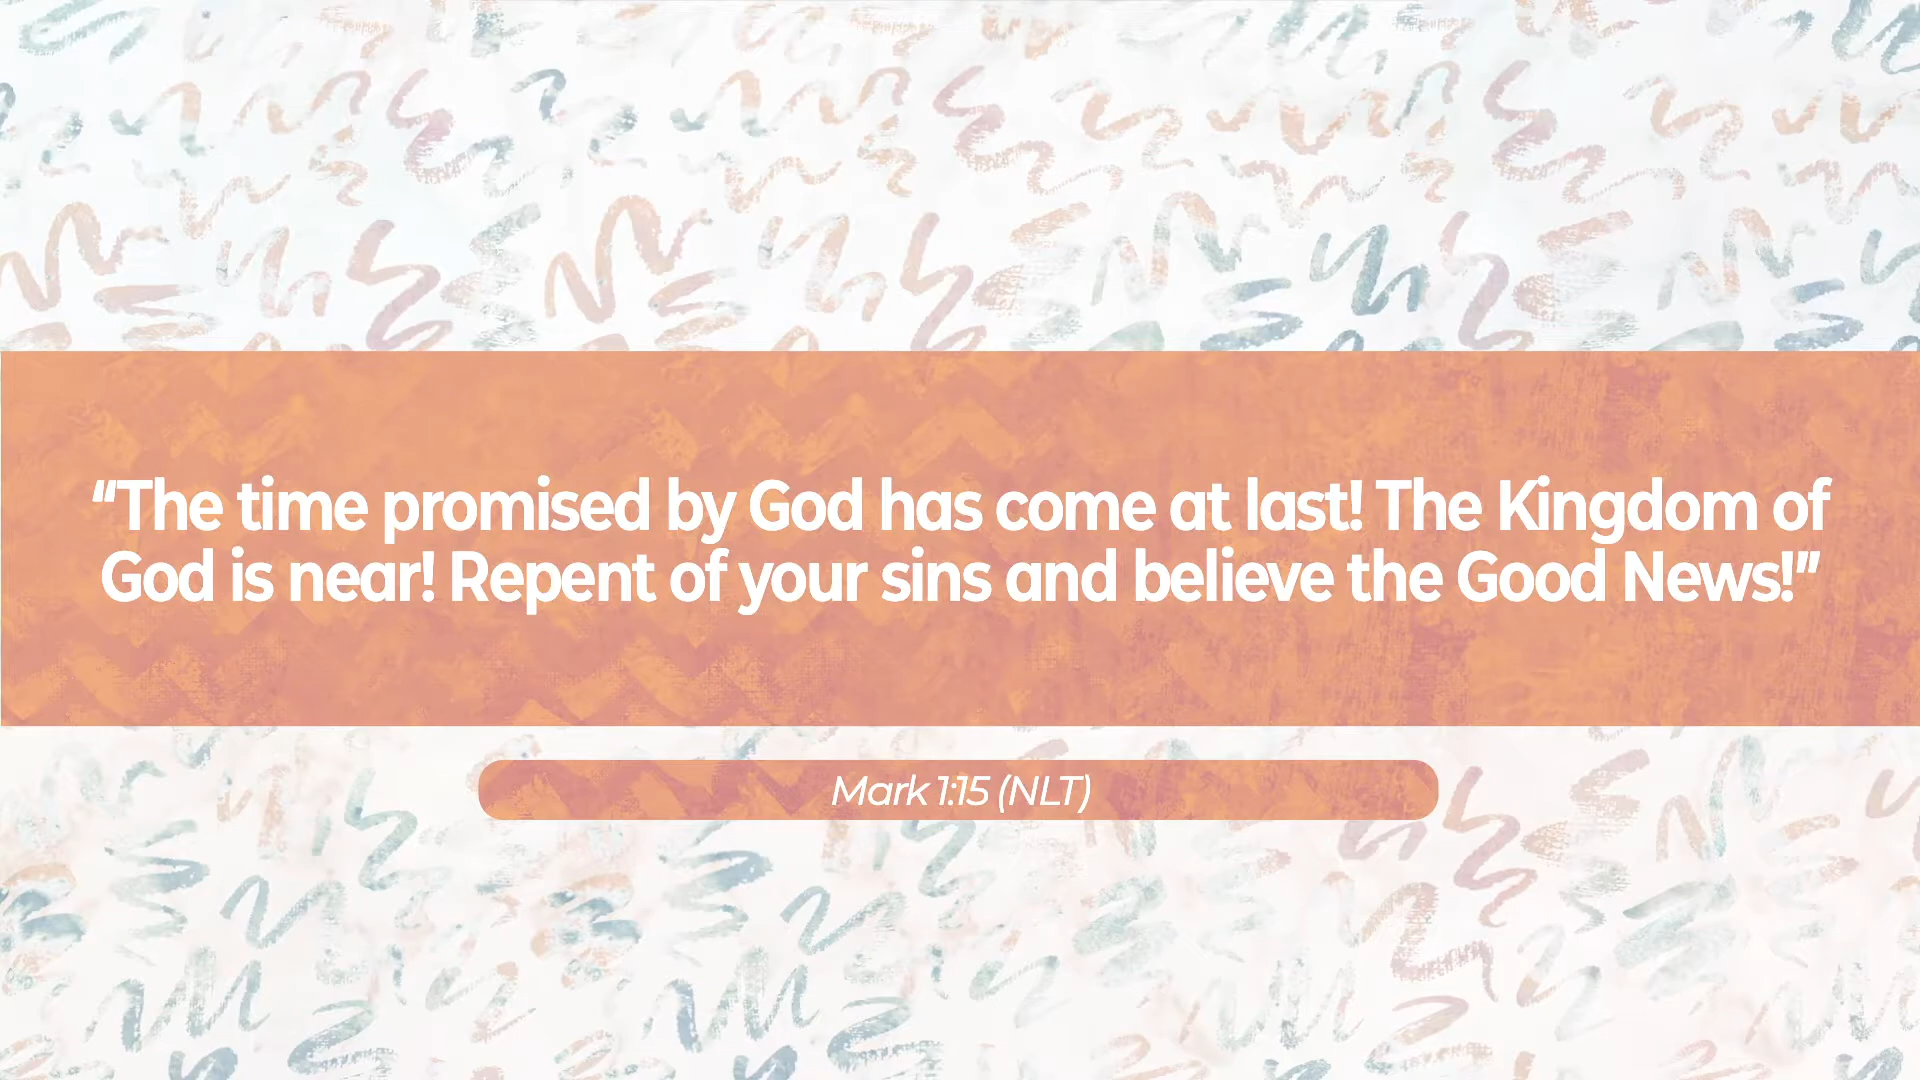 “The time promised by God has come at last! The Kingdom of
God is near! Repent of your sins and believe the Good News!”
Mark 1:15 (NLT)